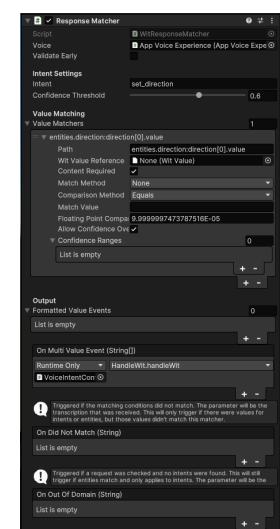 Response Matcher
Script WitResponseMatcher
Voice App Voice Experience (App Voice Expe
Validate Early
Intent Settings
Intent set_direction
Confidence Threshold 0.6
Value Matching
Value Matchers 1
entities.direction:direction[0].value
Path entities.direction:direction[0].value
Wit Value Reference None (Wit Value)
Content Required
Match Method None
Comparison Method Equals
Match Value
Floating Point Compa 9.9999997473787516E-05
Allow Confidence Ove
Confidence Ranges 0
List is empty
+ -
+ -
Output
Formatted Value Events 0
List is empty
+ -
On Multi Value Event (String[])
Runtime Only HandleWit.handleWit
VoiceIntentCon
+ -
Triggered if the matching conditions did not match. The parameter will be the
transcription that was received. This will only trigger if there were values for
intents or entities, but those values didn't match this matcher.
On Did Not Match (String)
List is empty
+ -
Triggered if a request was checked and no intents were found. This will still
trigger if entities match and only applies to intents. The parameter will be the
On Out Of Domain (String)
List is empty
+ -